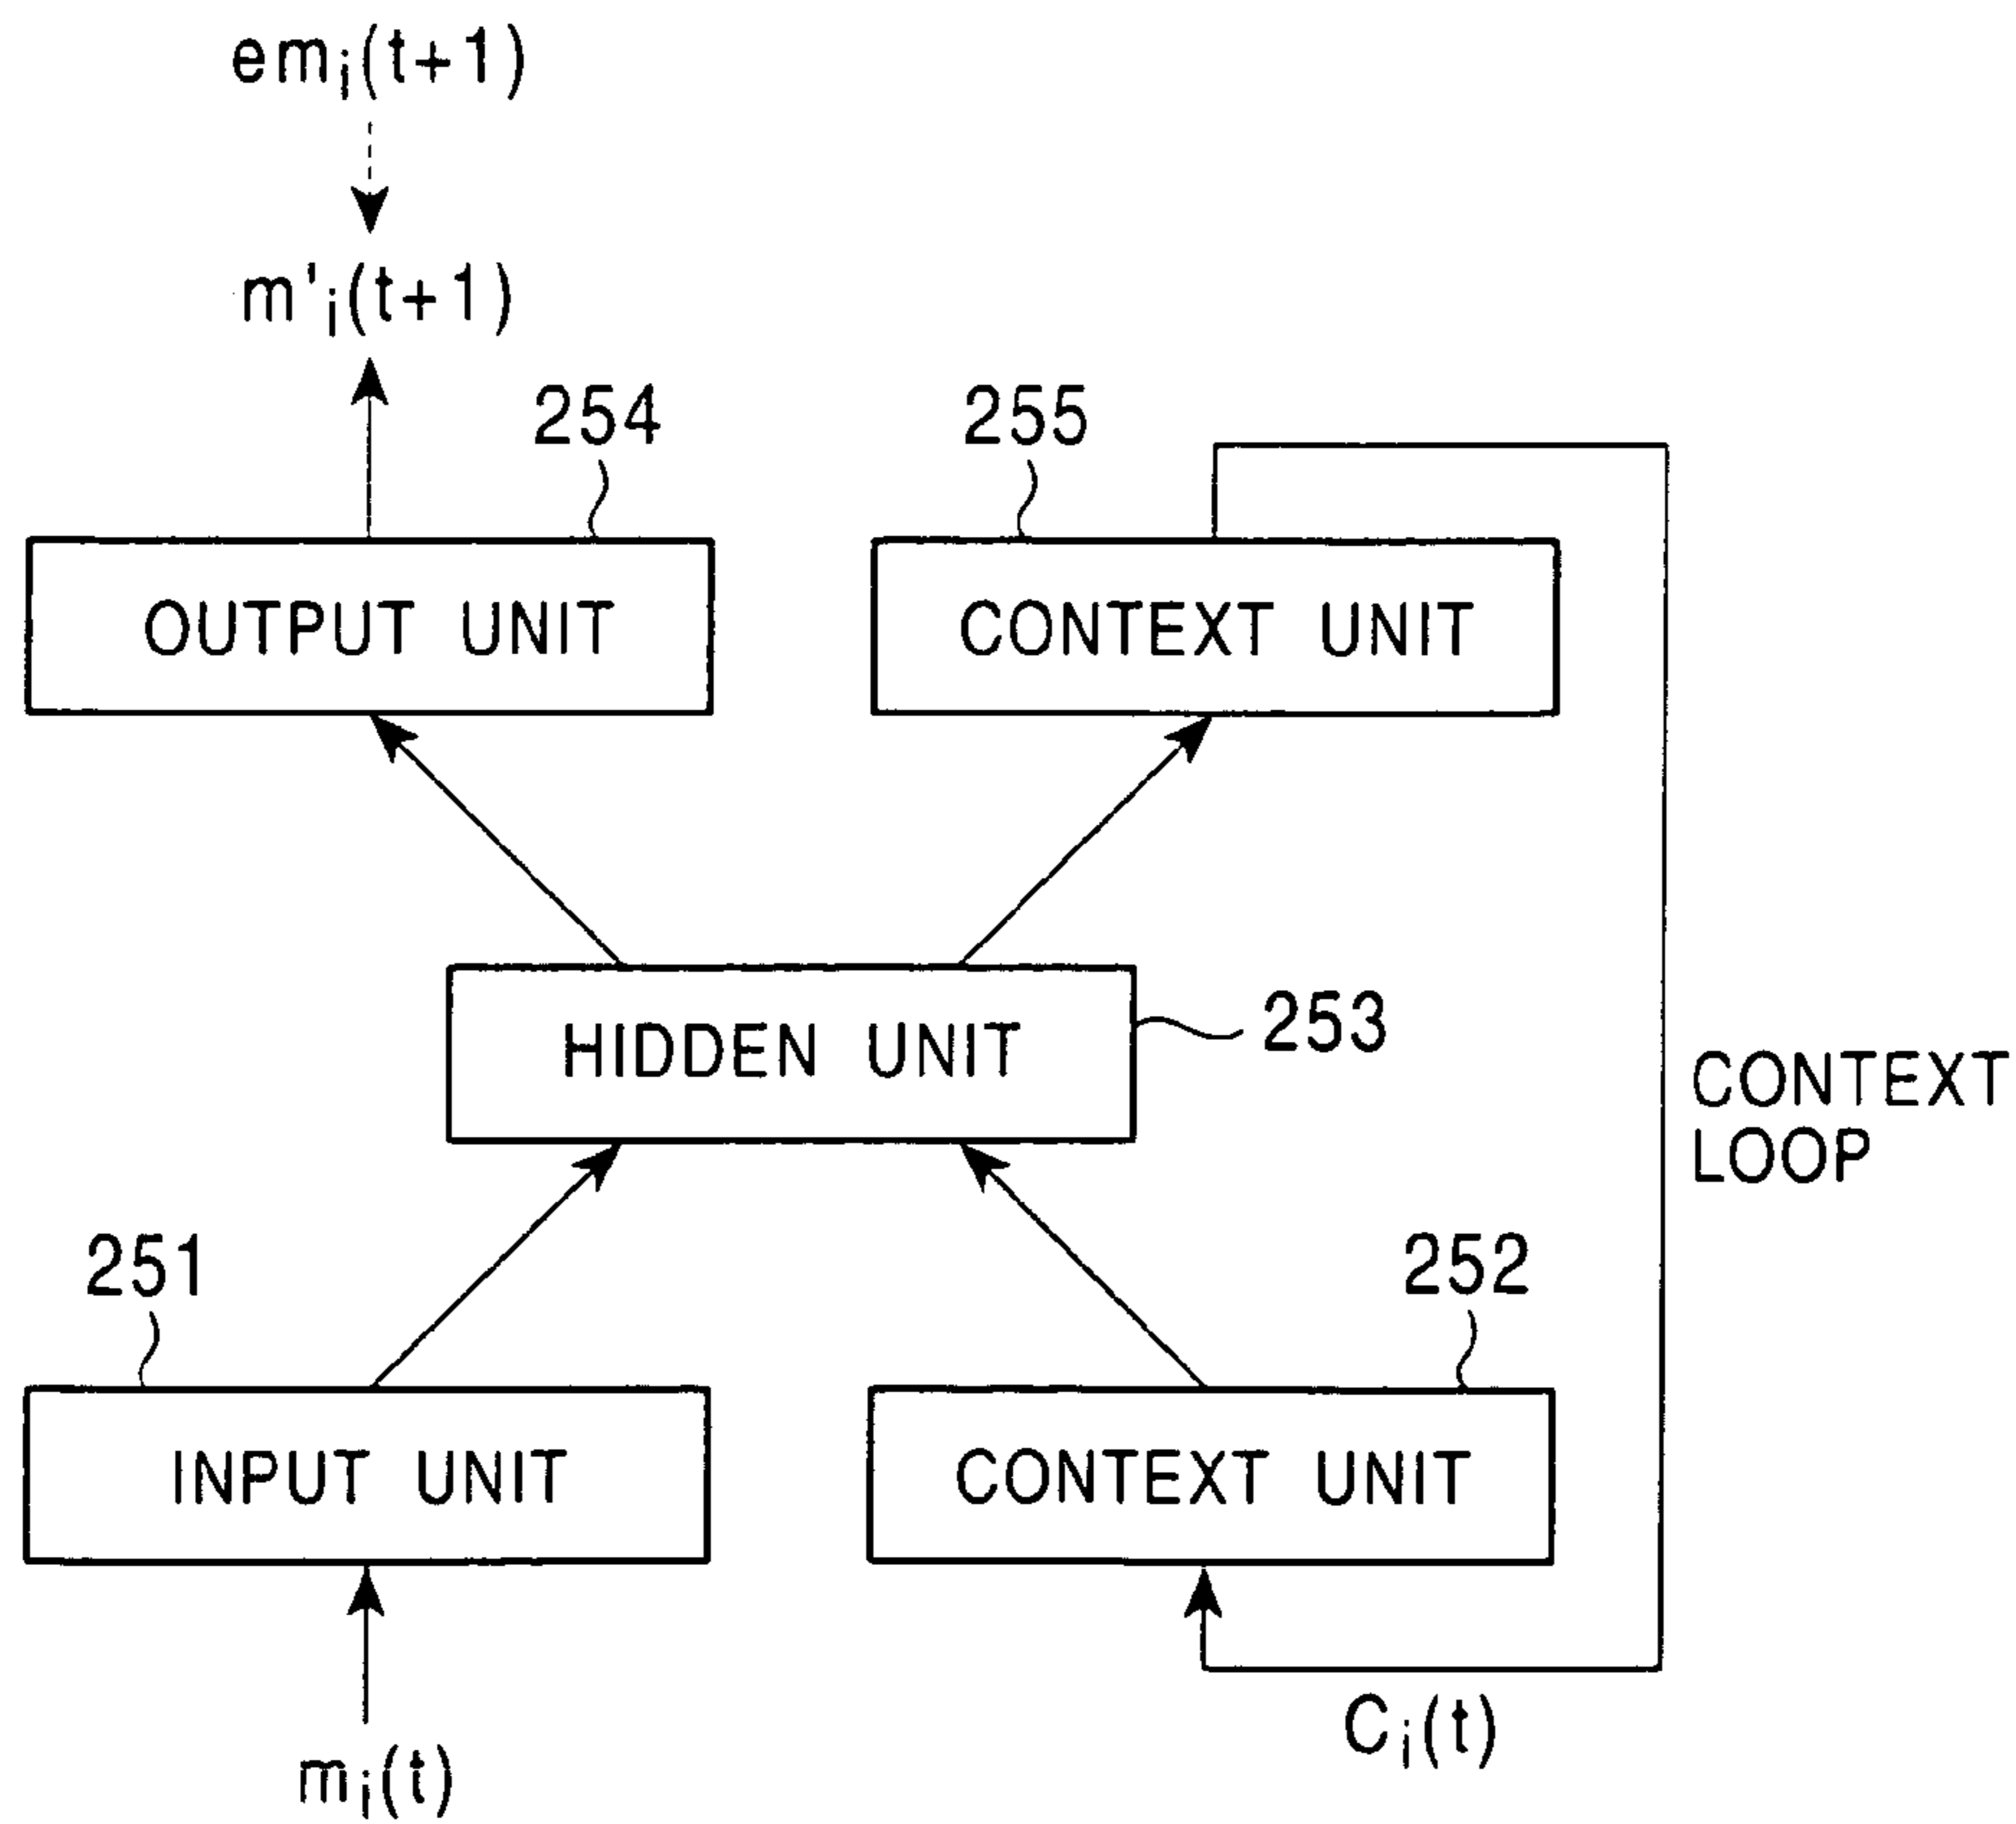 emi(t+1)
m'i(t+1)
254
255
OUTPUT UNIT
CONTEXT UNIT
HIDDEN UNIT
253
CONTEXT
LOOP
251
252
INPUT UNIT
CONTEXT UNIT
Ci(t)
mi(t)